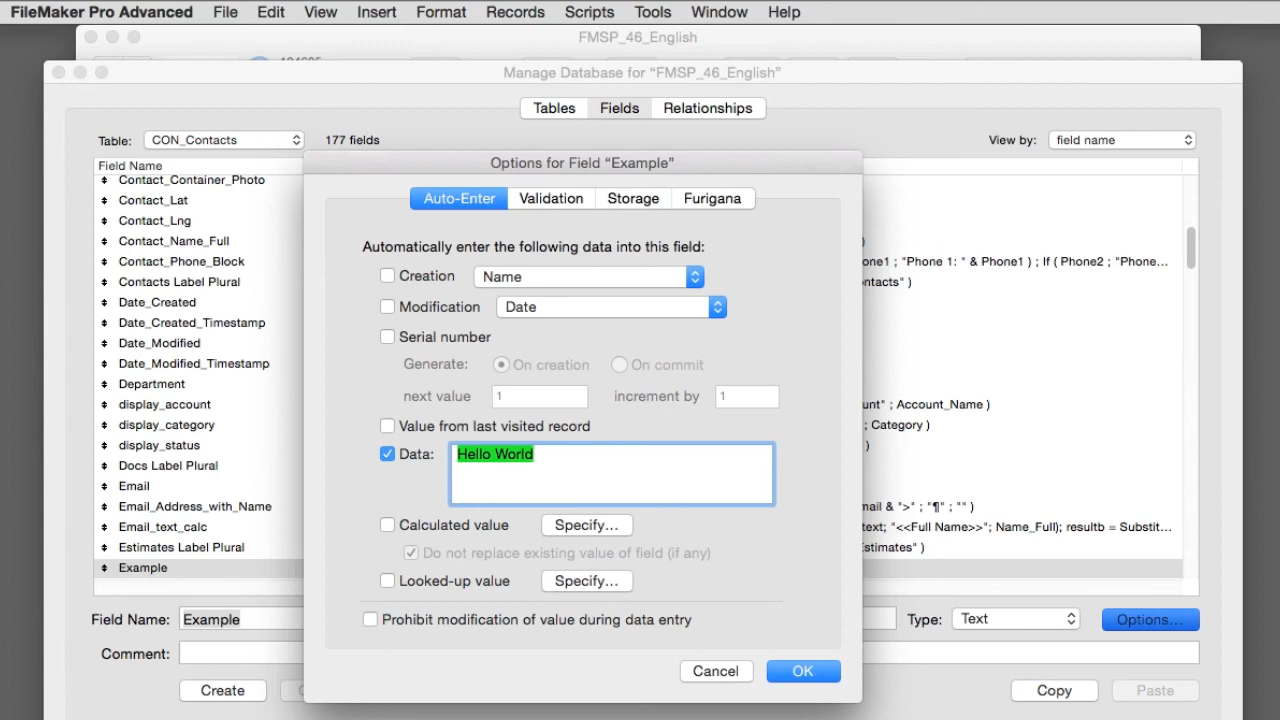 FileMaker Pro Advanced File Edit View Insert Format Records Scripts Tools Window Help
FMSP_46_English
Manage Database for “FMSP_46_English”
Tables Fields Relationships
Table: CON_Contacts 177 fields View by: field name
Field Name
Options for Field “Example”
Contact_Container_Photo
Contact_Lat
Contact_Lng
Contact_Name_Full )
Contact_Phone_Block one1 ; "Phone 1: " & Phone1 ) ; If ( Phone2 ; "Phone...
Contacts Label Plural ntacts" )
Date_Created
Date_Created_Timestamp
Date_Modified
Date_Modified_Timestamp
Department
display_account unt" ; Account_Name )
display_category ; Category )
display_status )
Docs Label Plural
Email
Email_Address_with_Name ail & ">" ; "¶" ; "" )
Email_text_calc text; "<<Full Name>>"; Name_Full); resultb = Substit...
Estimates Label Plural stimates" )
Example
Auto-Enter Validation Storage Furigana
Automatically enter the following data into this field:
Creation Name
Modification Date
Serial number
Generate: On creation On commit
next value 1 increment by 1
Value from last visited record
Data: Hello World
Calculated value Specify...
Do not replace existing value of field (if any)
Looked-up value Specify...
Prohibit modification of value during data entry
Cancel OK
Field Name: Example Type: Text Options...
Comment:
Create Copy Paste